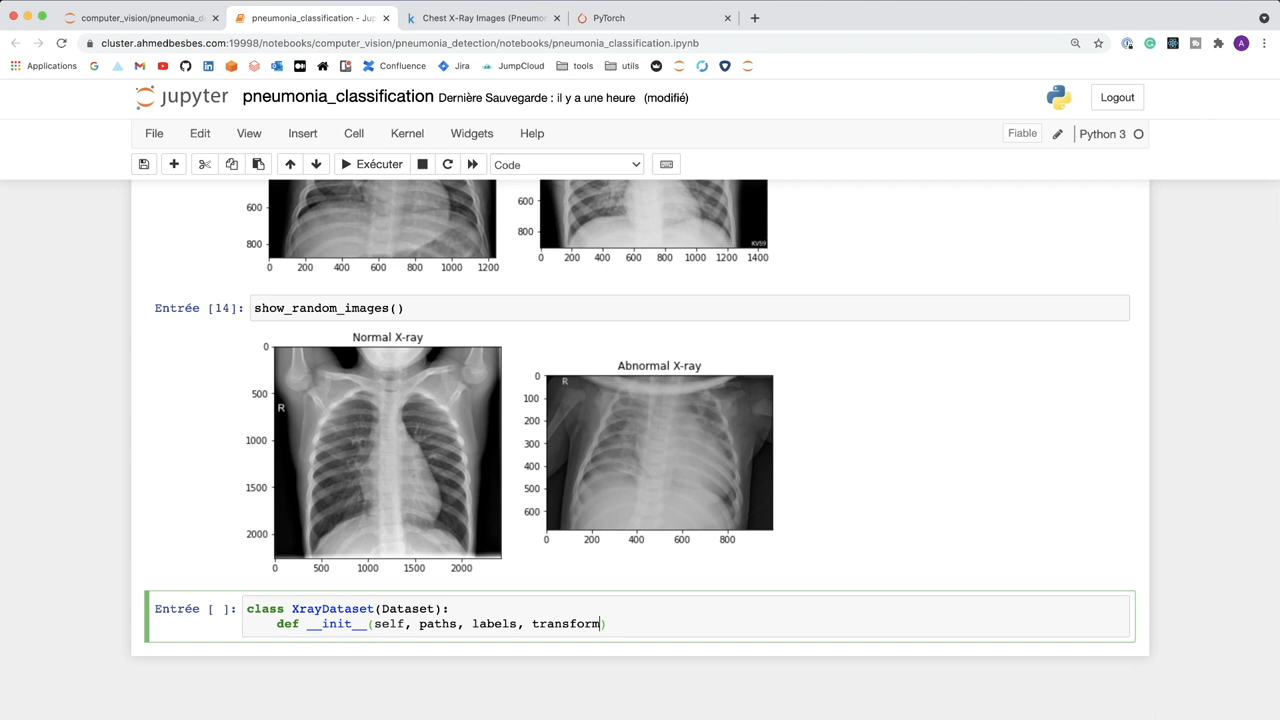 computer_vision/pneumonia_d
pneumonia_classification - Jup
Chest X-Ray Images (Pneumon
PyTorch
cluster.ahmedbesbes.com:19998/notebooks/computer_vision/pneumonia_detection/notebooks/pneumonia_classification.ipynb
A
Applications
Confluence
Jira
JumpCloud
tools
utils
jupyter pneumonia_classification Dernière Sauvegarde : il y a une heure (modifié)
Logout
File Edit View Insert Cell Kernel Widgets Help
Fiable
Python 3
Exécuter
Code
600
800
0 200 400 600 800 1000 1200
600
800
KV59
0 200 400 600 800 1000 1200 1400
Entrée [14]: show_random_images()
Normal X-ray
0
500
R
1000
1500
2000
0 500 1000 1500 2000
Abnormal X-ray
0
R
100
200
300
400
500
600
0 200 400 600 800
Entrée [ ]: class XrayDataset(Dataset):
def __init__(self, paths, labels, transform)